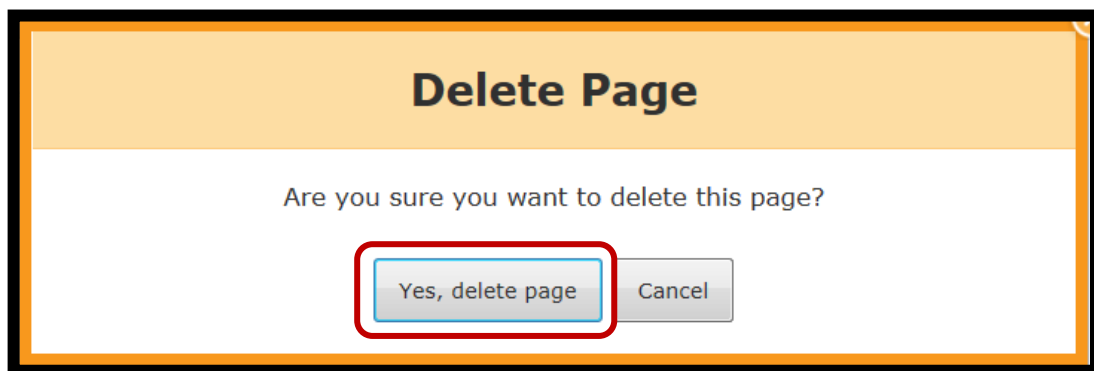 Delete Page
Are you sure you want to delete this page?
Yes, delete page Cancel